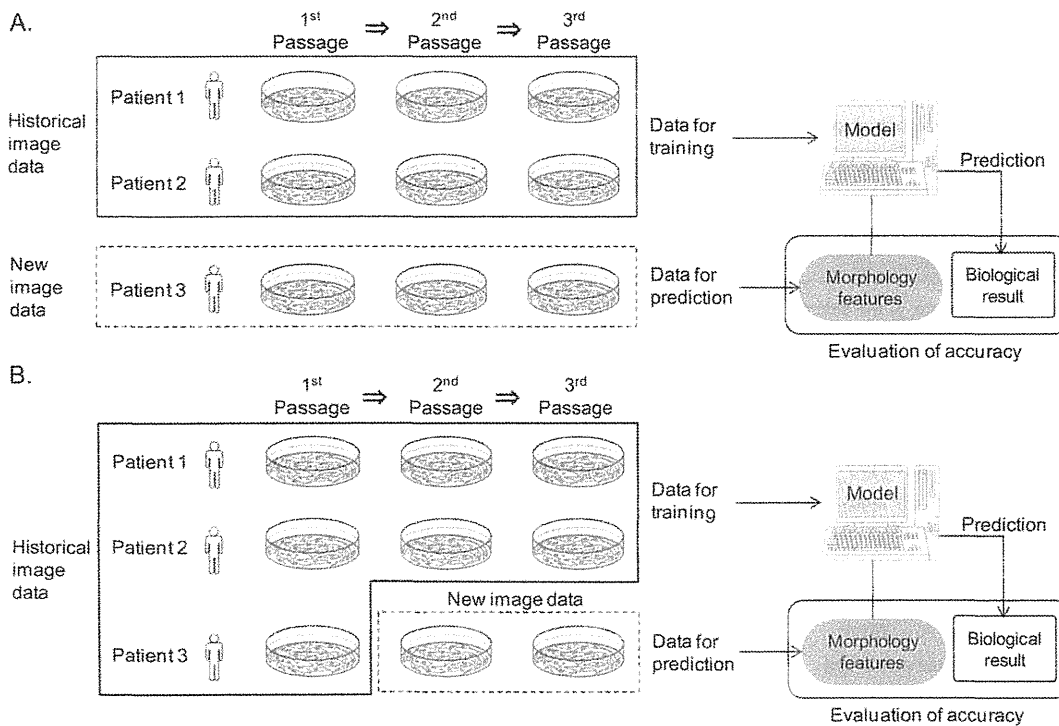 A.
1st Passage ⇒ 2nd Passage ⇒ 3rd Passage
Historical image data
Patient 1
Patient 2
Data for training
Model
Prediction
New image data
Patient 3
Data for prediction
Morphology features
Biological result
Evaluation of accuracy
B.
1st Passage ⇒ 2nd Passage ⇒ 3rd Passage
Historical image data
Patient 1
Patient 2
Data for training
Model
Prediction
New image data
Patient 3
Data for prediction
Morphology features
Biological result
Evaluation of accuracy